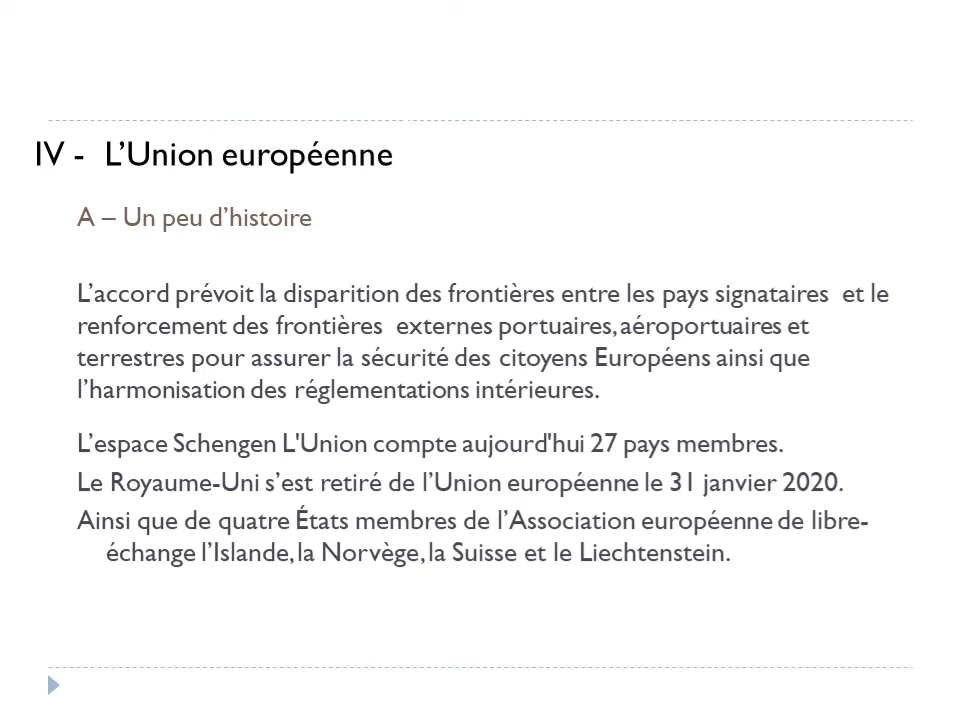 IV - L’Union européenne
A – Un peu d’histoire
L’accord prévoit la disparition des frontières entre les pays signataires et le
renforcement des frontières externes portuaires, aéroportuaires et
terrestres pour assurer la sécurité des citoyens Européens ainsi que
l’harmonisation des réglementations intérieures.
L’espace Schengen L'Union compte aujourd'hui 27 pays membres.
Le Royaume-Uni s’est retiré de l’Union européenne le 31 janvier 2020.
Ainsi que de quatre États membres de l’Association européenne de libre-
échange l’Islande, la Norvège, la Suisse et le Liechtenstein.